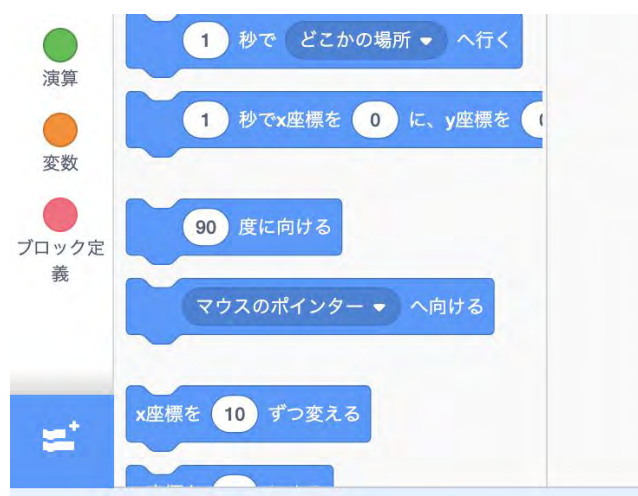 演算
変数
ブロック定
義
1 秒で どこかの場所 へ行く
1 秒でx座標を 0 に、y座標を
90 度に向ける
マウスのポインター へ向ける
x座標を 10 ずつ変える